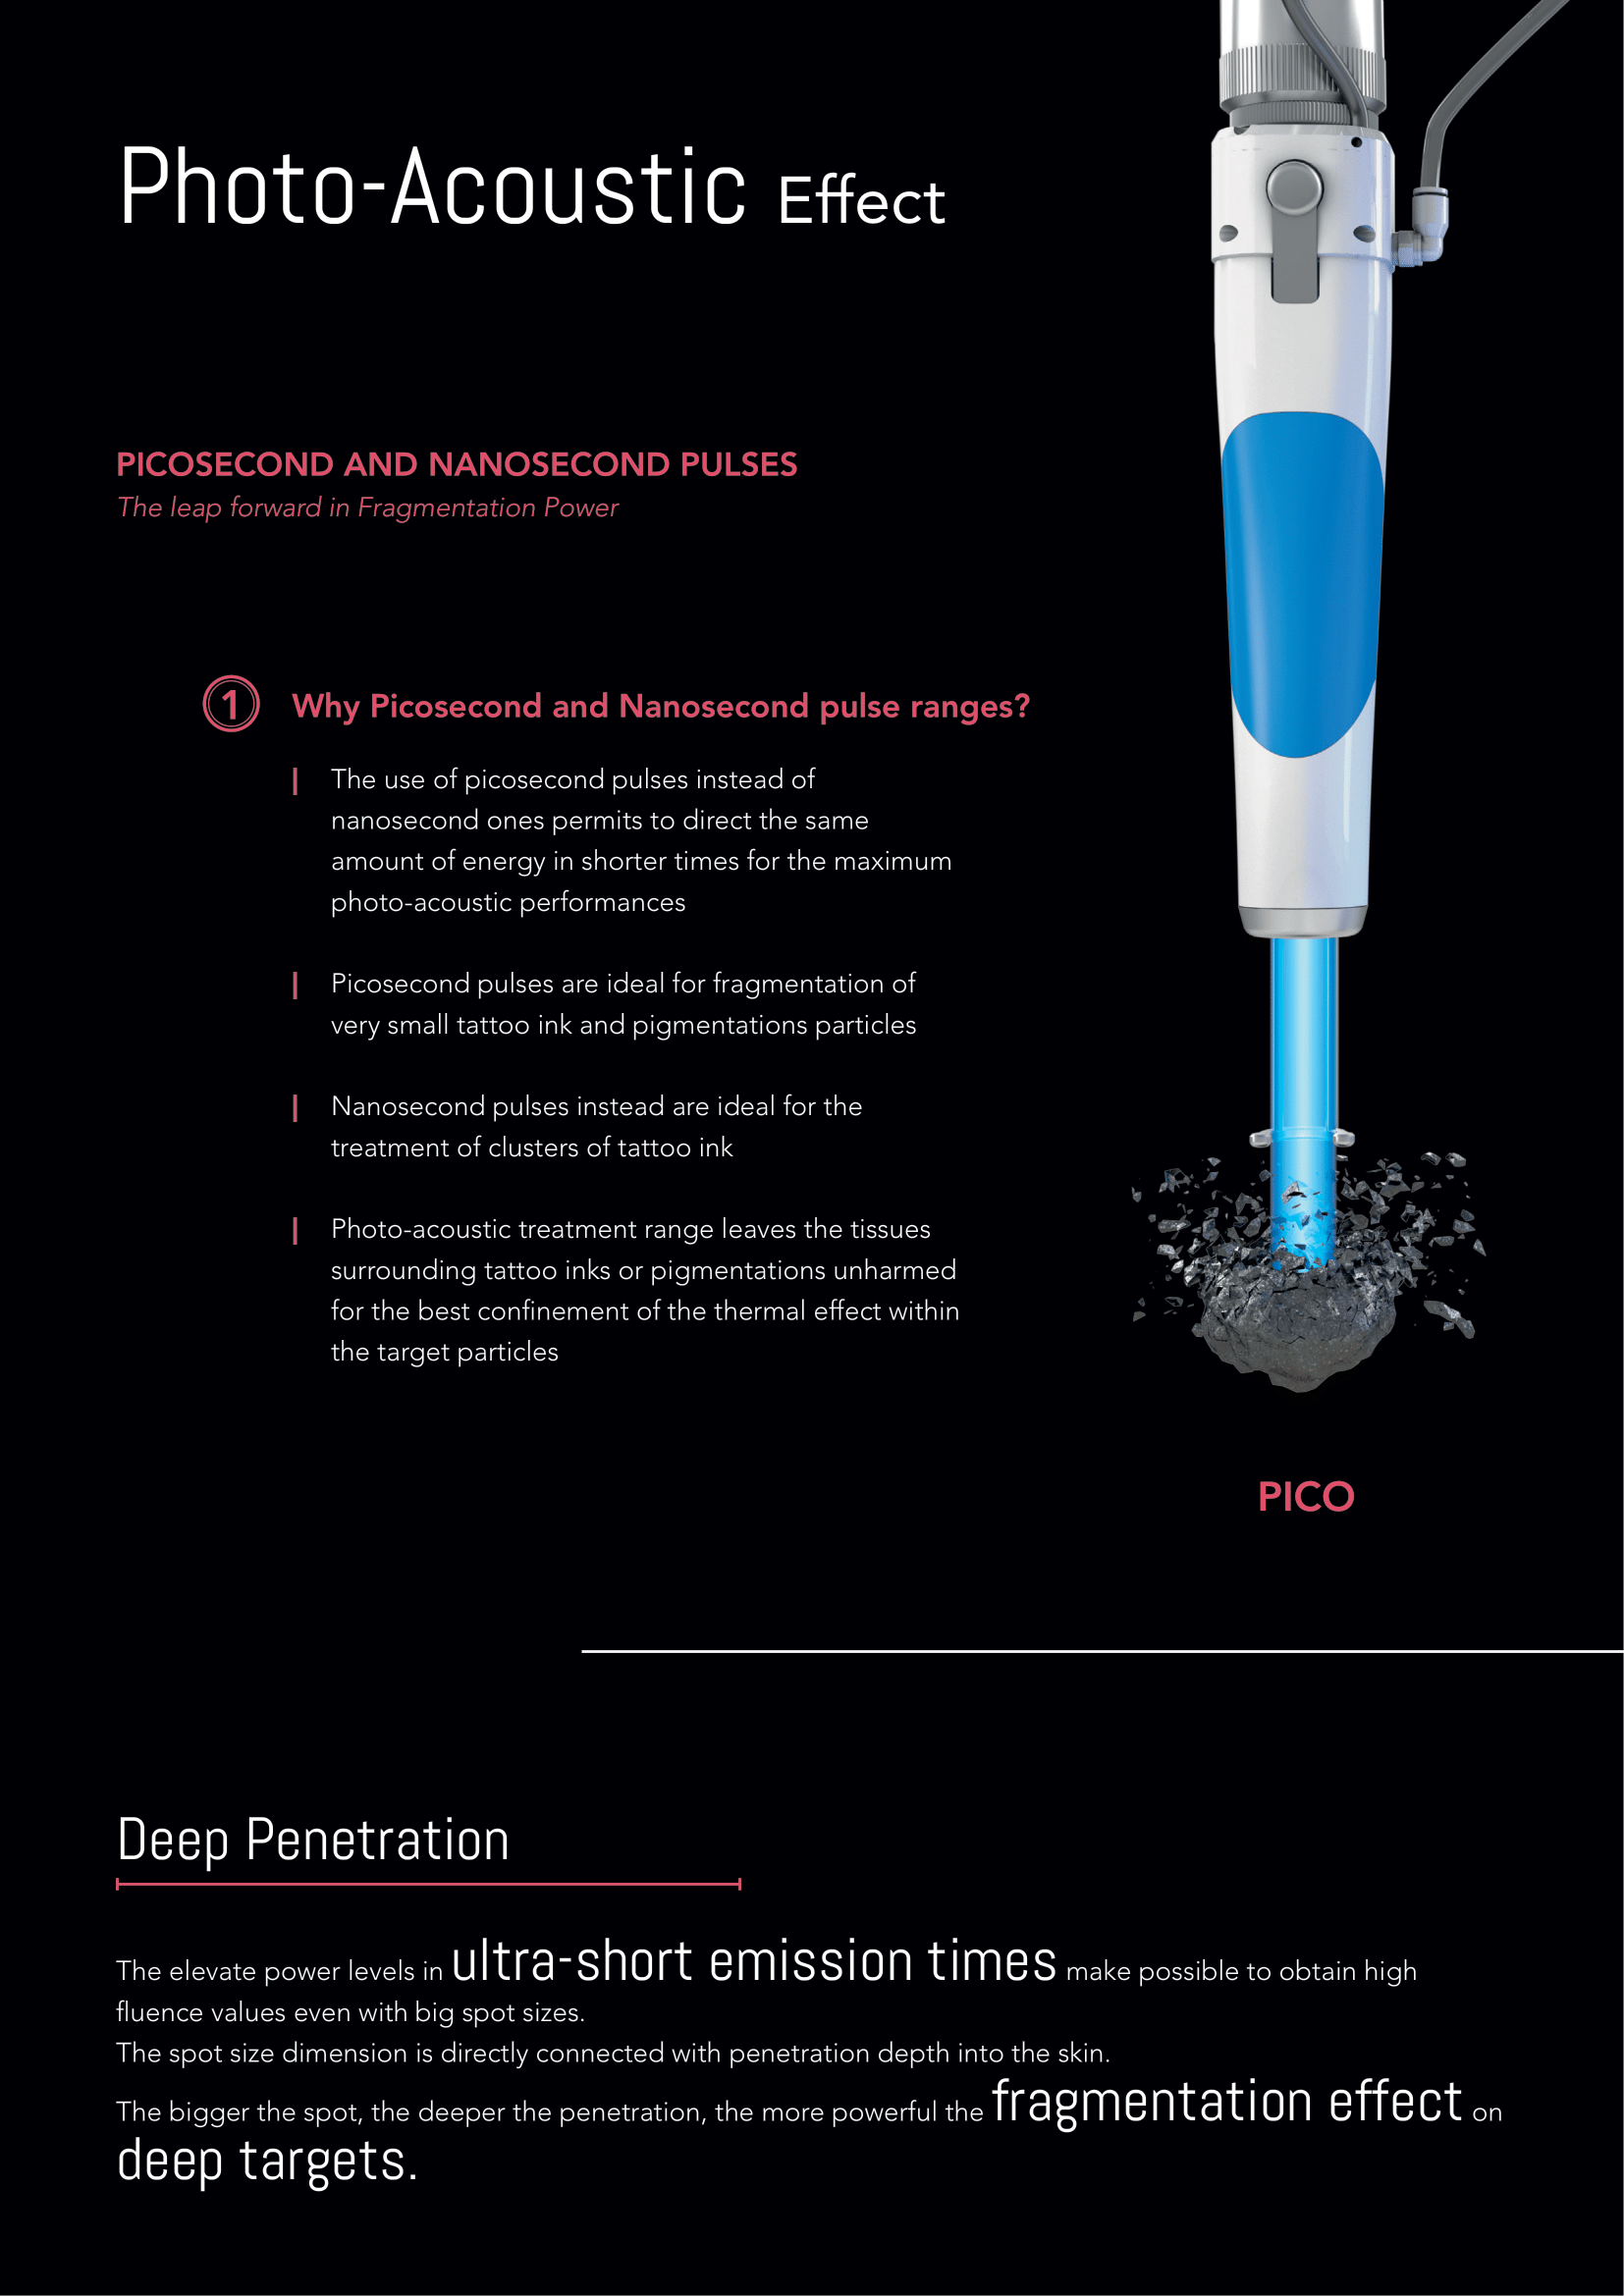 Photo-Acoustic Effect
PICOSECOND AND NANOSECOND PULSES
The leap forward in Fragmentation Power
1 Why Picosecond and Nanosecond pulse ranges?
The use of picosecond pulses instead of
nanosecond ones permits to direct the same
amount of energy in shorter times for the maximum
photo-acoustic performances
Picosecond pulses are ideal for fragmentation of
very small tattoo ink and pigmentations particles
Nanosecond pulses instead are ideal for the
treatment of clusters of tattoo ink
Photo-acoustic treatment range leaves the tissues
surrounding tattoo inks or pigmentations unharmed
for the best confinement of the thermal effect within
the target particles
PICO
Deep Penetration
The elevate power levels in ultra-short emission times make possible to obtain high
fluence values even with big spot sizes.
The spot size dimension is directly connected with penetration depth into the skin.
The bigger the spot, the deeper the penetration, the more powerful the fragmentation effect on
deep targets.